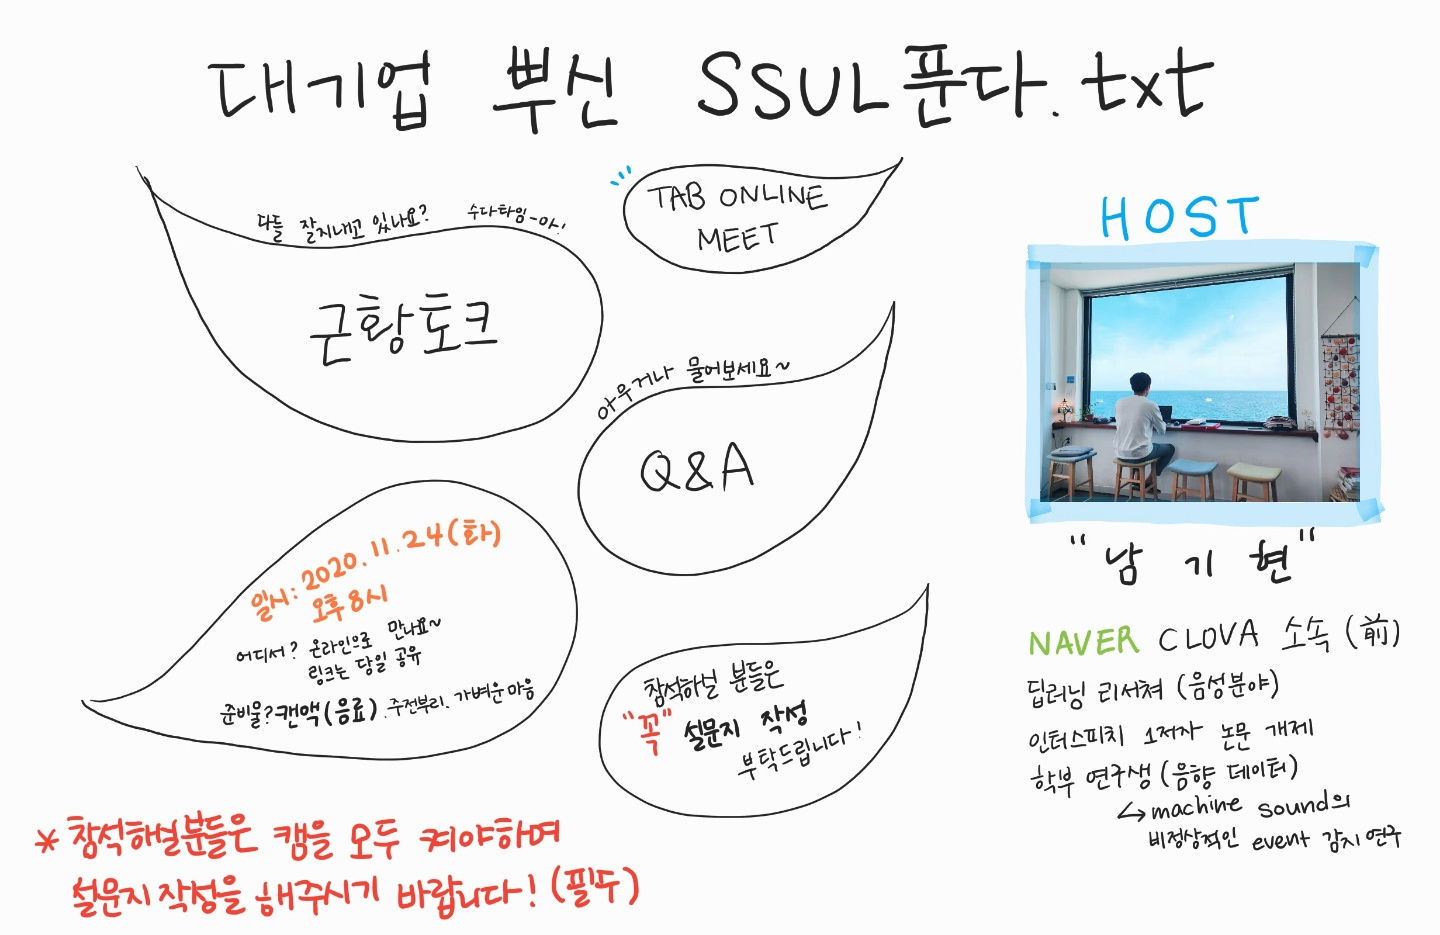 대기업 뿌신 SSUL푼다.txt
TAB ONLINE
MEET
다들 잘지내고 있나요? 수다타임-아!
근황토크
아무거나 물어보세요~
Q&A
일시: 2020.11.24(화)
오후 8시
어디서? 온라인으로 만나요~
링크는 당일 공유
준비물? 캔맥(음료), 주전부리, 가벼운 마음
참석하실 분들은
"꼭" 설문지 작성
부탁드립니다!
* 참석하실분들은 캠을 모두 켜야하며
설문지 작성을 해주시기 바랍니다! (필수)
HOST
"남기현"
NAVER CLOVA 소속 (前)
딥러닝 리서쳐 (음성분야)
인터스피치 1저자 논문 개제
학부 연구생 (음향 데이터)
↳ machine sound의
비정상적인 event 감지 연구